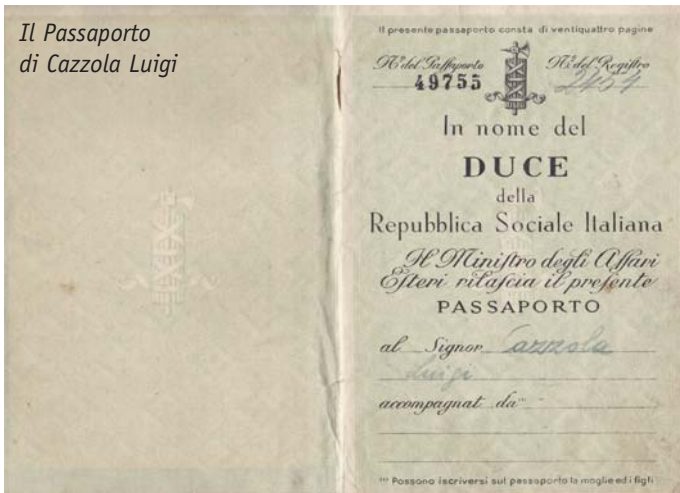 Il Passaporto
di Cazzola Luigi
Il presente passaporto consta di ventiquattro pagine
Nº del Passaporto
49755
Nº del Registro
In nome del
DUCE
della
Repubblica Sociale Italiana
Il Ministro degli Affari
Esteri rilascia il presente
PASSAPORTO
al Signor Cazzola
Luigi
accompagnat da
Possono iscriversi sul passaporto la moglie ed i figli